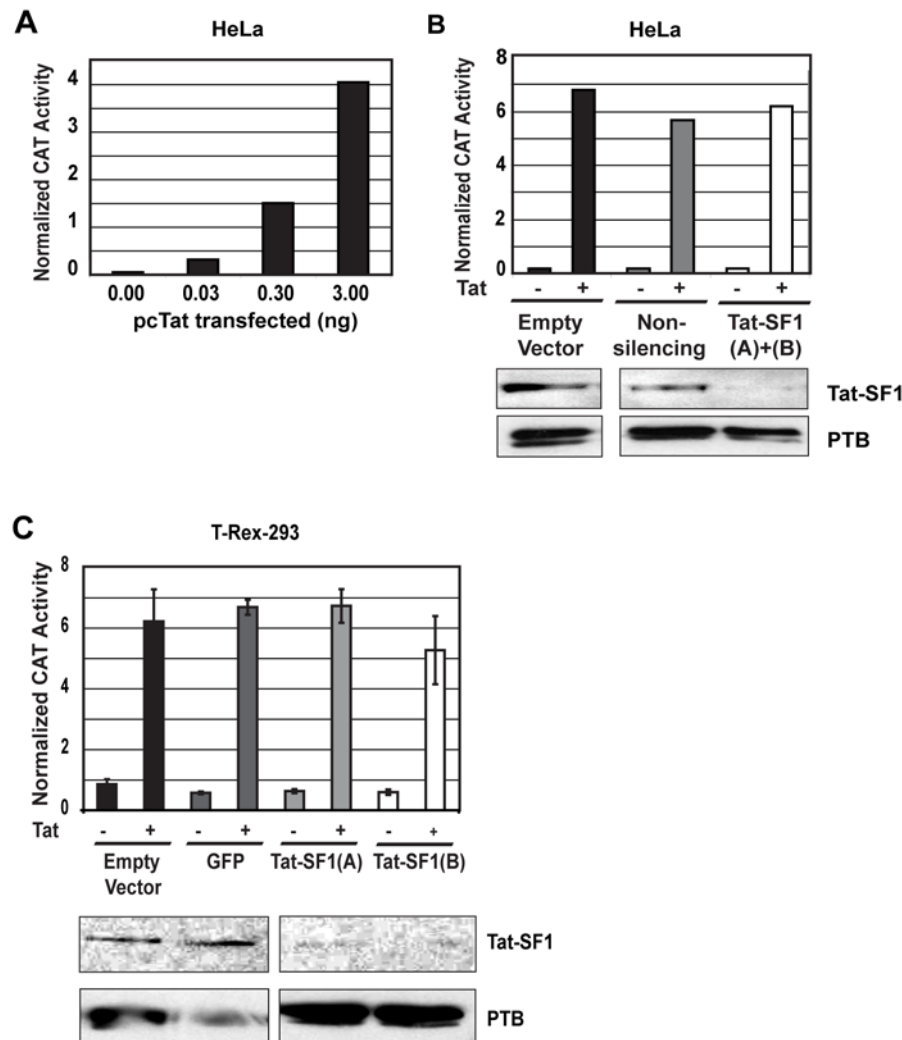 A
HeLa
Normalized CAT Activity
4
3
2
1
0
0.00 0.03 0.30 3.00
pcTat transfected (ng)
B
HeLa
Normalized CAT Activity
8
6
4
2
0
Tat - + - + - +
Empty Vector
Non-silencing
Tat-SF1 (A)+(B)
Tat-SF1
PTB
C
T-Rex-293
Normalized CAT Activity
8
6
4
2
0
Tat - + - + - + - +
Empty Vector
GFP
Tat-SF1(A)
Tat-SF1(B)
Tat-SF1
PTB